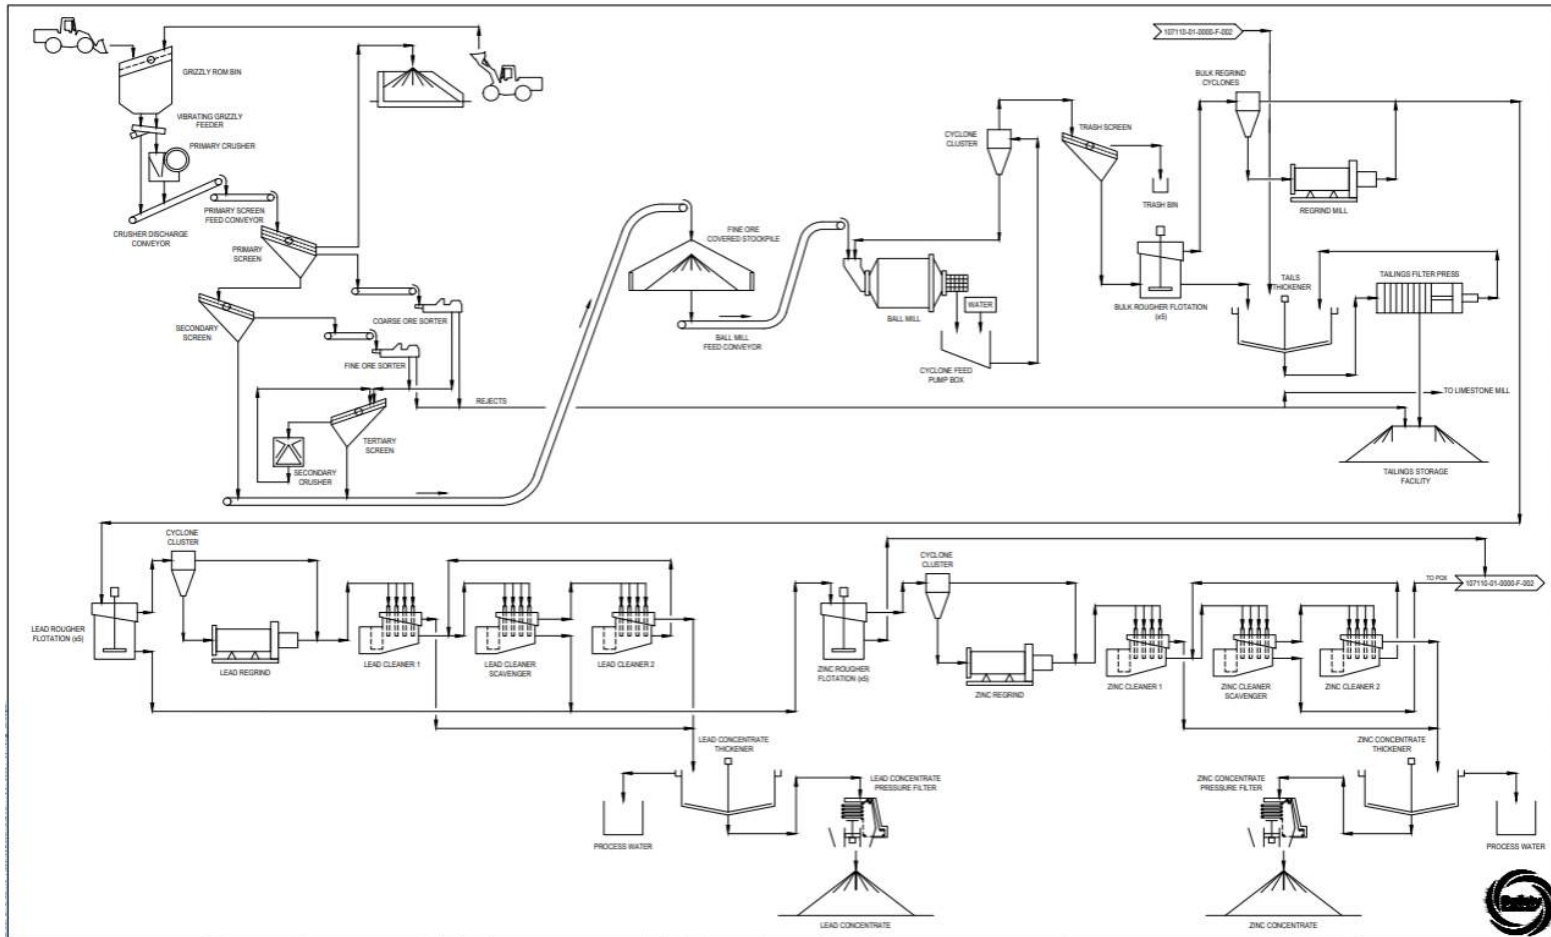 107110-01-0000-F-002
GRIZZLY ROM BIN
BULK REGRIND
CYCLONES
VIBRATING GRIZZLY
FEEDER
PRIMARY CRUSHER
CYCLONE
CLUSTER
TRASH SCREEN
TRASH BIN
REGRIND MILL
PRIMARY SCREEN
FEED CONVEYOR
CRUSHER DISCHARGE
CONVEYOR
PRIMARY
SCREEN
FINE ORE
COVERED STOCKPILE
TAILS
THICKENER
TAILINGS FILTER PRESS
SECONDARY
SCREEN
COARSE ORE SORTER
FINE ORE SORTER
BALL MILL
FEED CONVEYOR
BALL MILL
WATER
BULK ROUGHER FLOTATION
(x5)
CYCLONE FEED
PUMP BOX
REJECTS
TO LIMESTONE MILL
TERTIARY
SCREEN
SECONDARY
CRUSHER
TAILINGS STORAGE
FACILITY
CYCLONE
CLUSTER
CYCLONE
CLUSTER
TO POX
107110-01-0000-F-002
LEAD ROUGHER
FLOTATION (x5)
LEAD REGRIND
LEAD CLEANER 1
LEAD CLEANER
SCAVENGER
LEAD CLEANER 2
ZINC ROUGHER
FLOTATION (x5)
ZINC REGRIND
ZINC CLEANER 1
ZINC CLEANER
SCAVENGER
ZINC CLEANER 2
LEAD CONCENTRATE
THICKENER
ZINC CONCENTRATE
THICKENER
LEAD CONCENTRATE
PRESSURE FILTER
ZINC CONCENTRATE
PRESSURE FILTER
PROCESS WATER
PROCESS WATER
LEAD CONCENTRATE
ZINC CONCENTRATE